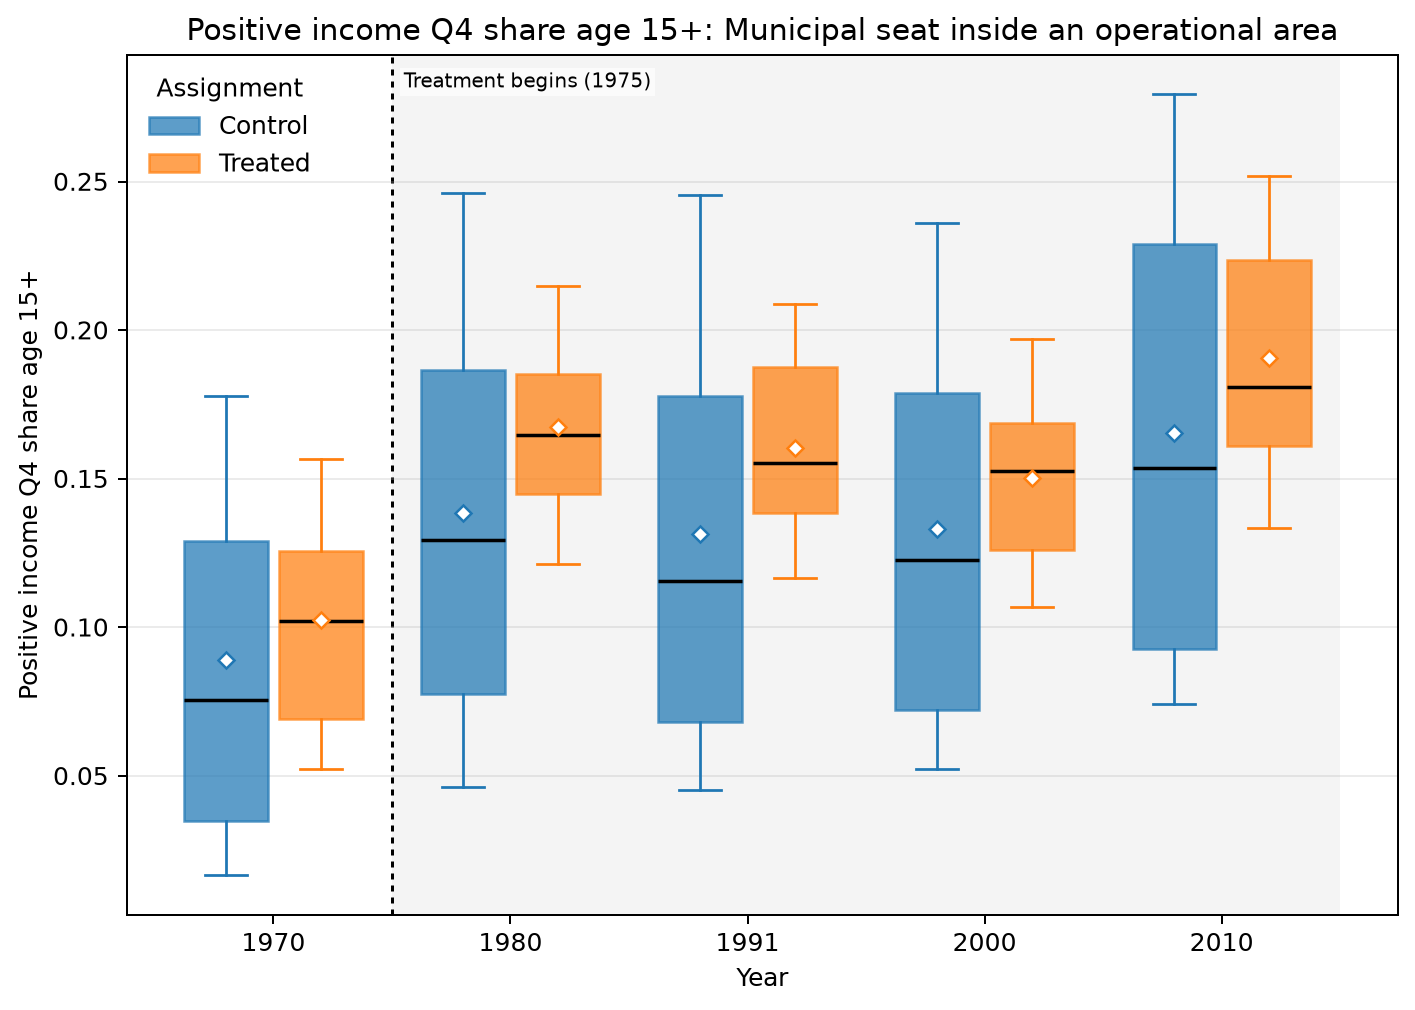 Positive income Q4 share age 15+: Municipal seat inside an operational area
Assignment
Control
Treated
Treatment begins (1975)
Positive income Q4 share age 15+
0.25
0.20
0.15
0.10
0.05
1970
1980
1991
2000
2010
Year